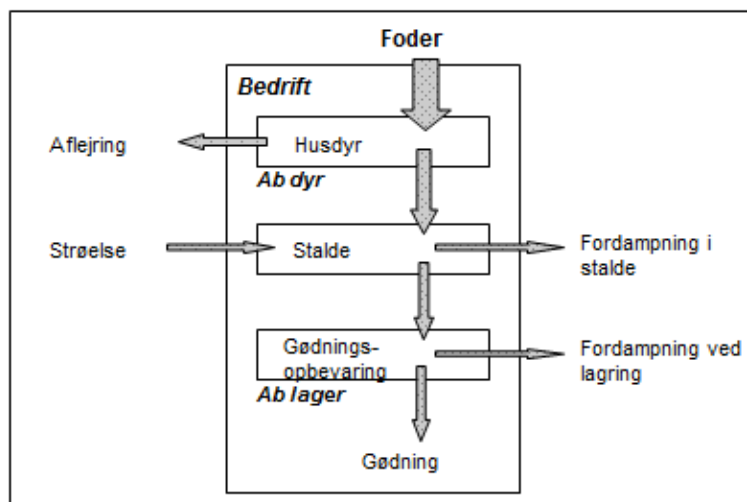 Foder
Bedrift
Aflejring
Husdyr
Ab dyr
Strøelse
Stalde
Fordampning i
stalde
Gødnings-
opbevaring
Fordampning ved
lagring
Ab lager
Gødning